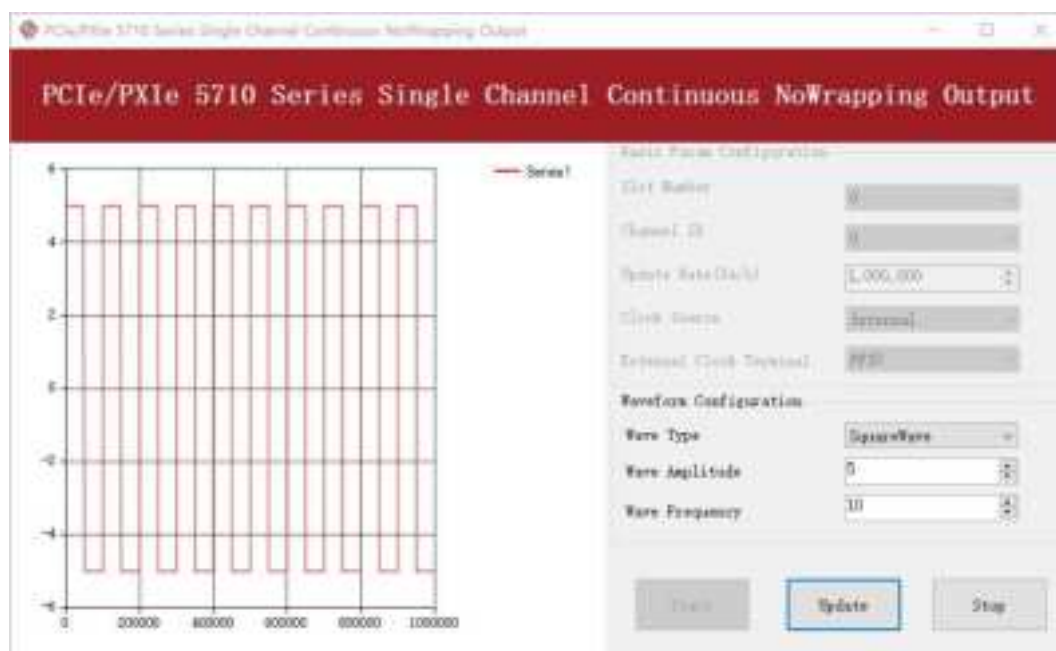 PCIe/PXIe 5710 Series Single Channel Continuous NoWrapping Output
PCIe/PXIe 5710 Series Single Channel Continuous NoWrapping Output
Series1
6
4
2
0
-2
-4
-6
0 200000 400000 600000 800000 1000000
Basic Param Configuration
Slot Number 0
Channel ID 0
Update Rate(Sa/s) 1,000,000
Clock Source Internal
External Clock Terminal
Waveform Configuration
Wave Type SquareWave
Wave Amplitude 5
Wave Frequency 10
Start Update Stop